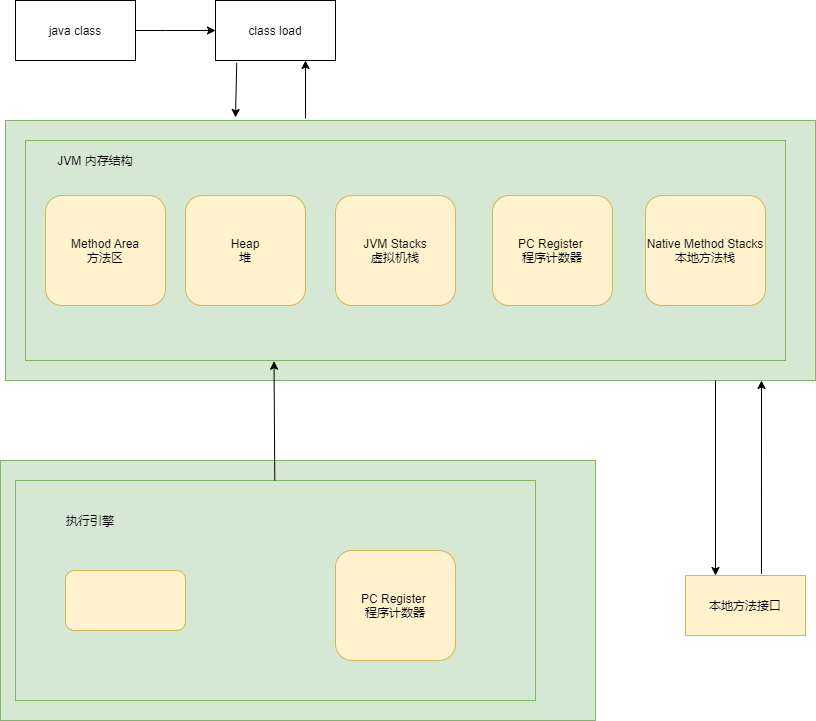 java class
class load
JVM 内存结构
Method Area
方法区
Heap
堆
JVM Stacks
虚拟机栈
PC Register
程序计数器
Native Method Stacks
本地方法栈
执行引擎
PC Register
程序计数器
本地方法接口